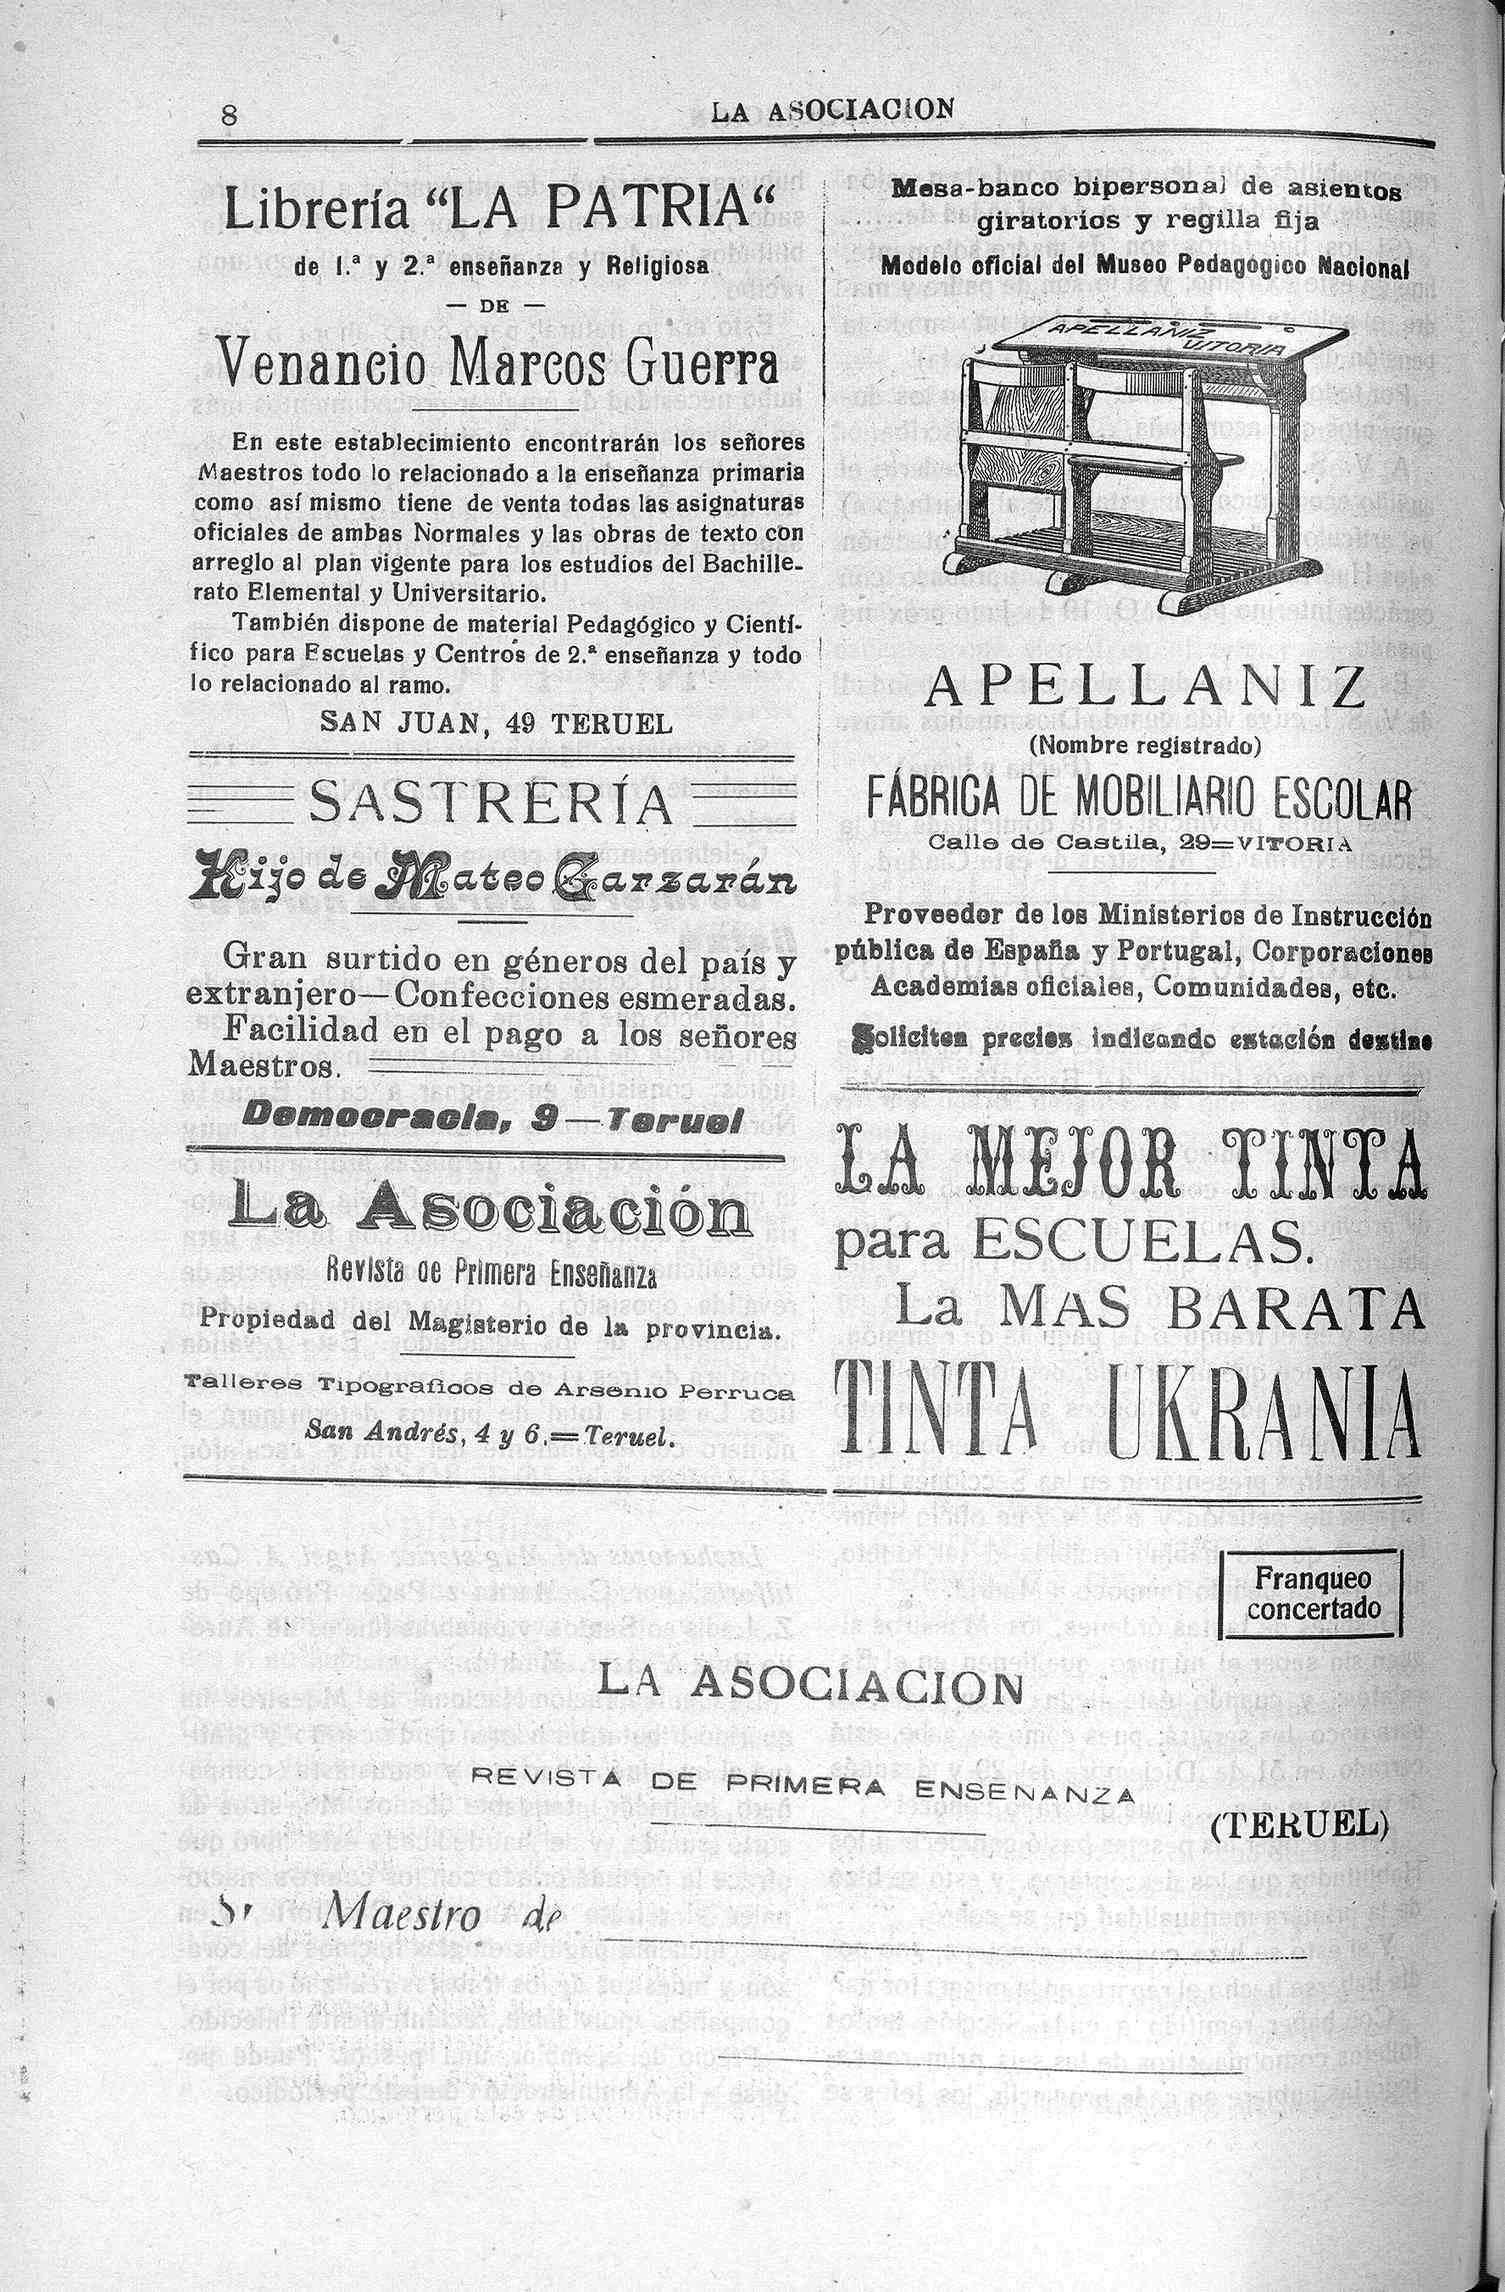 8
LA ASOCIACION
Librería “LA PATRIA“
de 1.ª y 2.ª enseñanza y Religiosa
— DE —
Venancio Marcos Guerra
En este establecimiento encontrarán los señores
Maestros todo lo relacionado a la enseñanza primaria
como así mismo tiene de venta todas las asignaturas
oficiales de ambas Normales y las obras de texto con
arreglo al plan vigente para los estudios del Bachille-
rato Elemental y Universitario.
También dispone de material Pedagógico y Cientí-
fico para Escuelas y Centros de 2.ª enseñanza y todo
lo relacionado al ramo.
SAN JUAN, 49 TERUEL
SASTRERÍA
Hijo de Mateo Garzarán
Gran surtido en géneros del país y
extranjero—Confecciones esmeradas.
Facilidad en el pago a los señores
Maestros.
Democracia, 9—Teruel
La Asociación
Revista de Primera Enseñanza
Propiedad del Magisterio de la provincia.
Talleres Tipograficos de Arsenio Perruca
San Andrés, 4 y 6.=Teruel.
Mesa-banco bipersonal de asientos
giratorios y regilla fija
Modelo oficial del Museo Pedagógico Nacional
APELLANIZ
VITORIA
APELLANIZ
(Nombre registrado)
FÁBRICA DE MOBILIARIO ESCOLAR
Calle de Castila, 29=VITORIA
Proveedor de los Ministerios de Instrucción
pública de España y Portugal, Corporaciones
Academias oficiales, Comunidades, etc.
Soliciten precios indicando estación destino
LA MEJOR TINTA
para ESCUELAS.
La MAS BARATA
TINTA UKRANIA
Franqueo
concertado
LA ASOCIACION
REVISTA DE PRIMERA ENSENANZA
(TERUEL)
Sr Maestro de